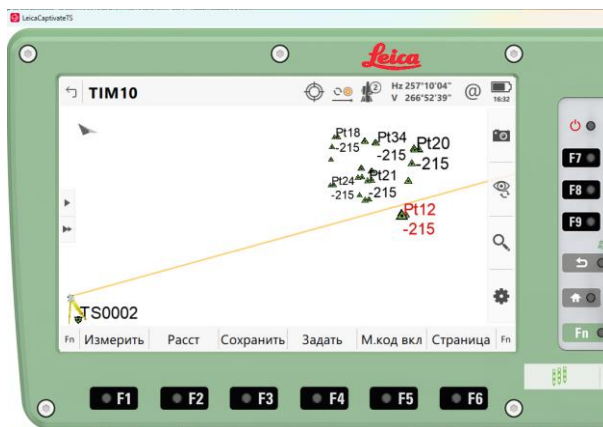 LeicaCaptivateTS
Leica
TIM10
2
Hz 257°10'04"
V 266°52'39"
@
16:32
Pt18
-215
Pt34
-215
Pt20
-215
Pt24
-215
Pt21
-215
Pt12
-215
TS0002
Fn Измерить Расст Сохранить Задать М.код вкл Страница Fn
F1 F2 F3 F4 F5 F6
F7
F8
F9
Fn